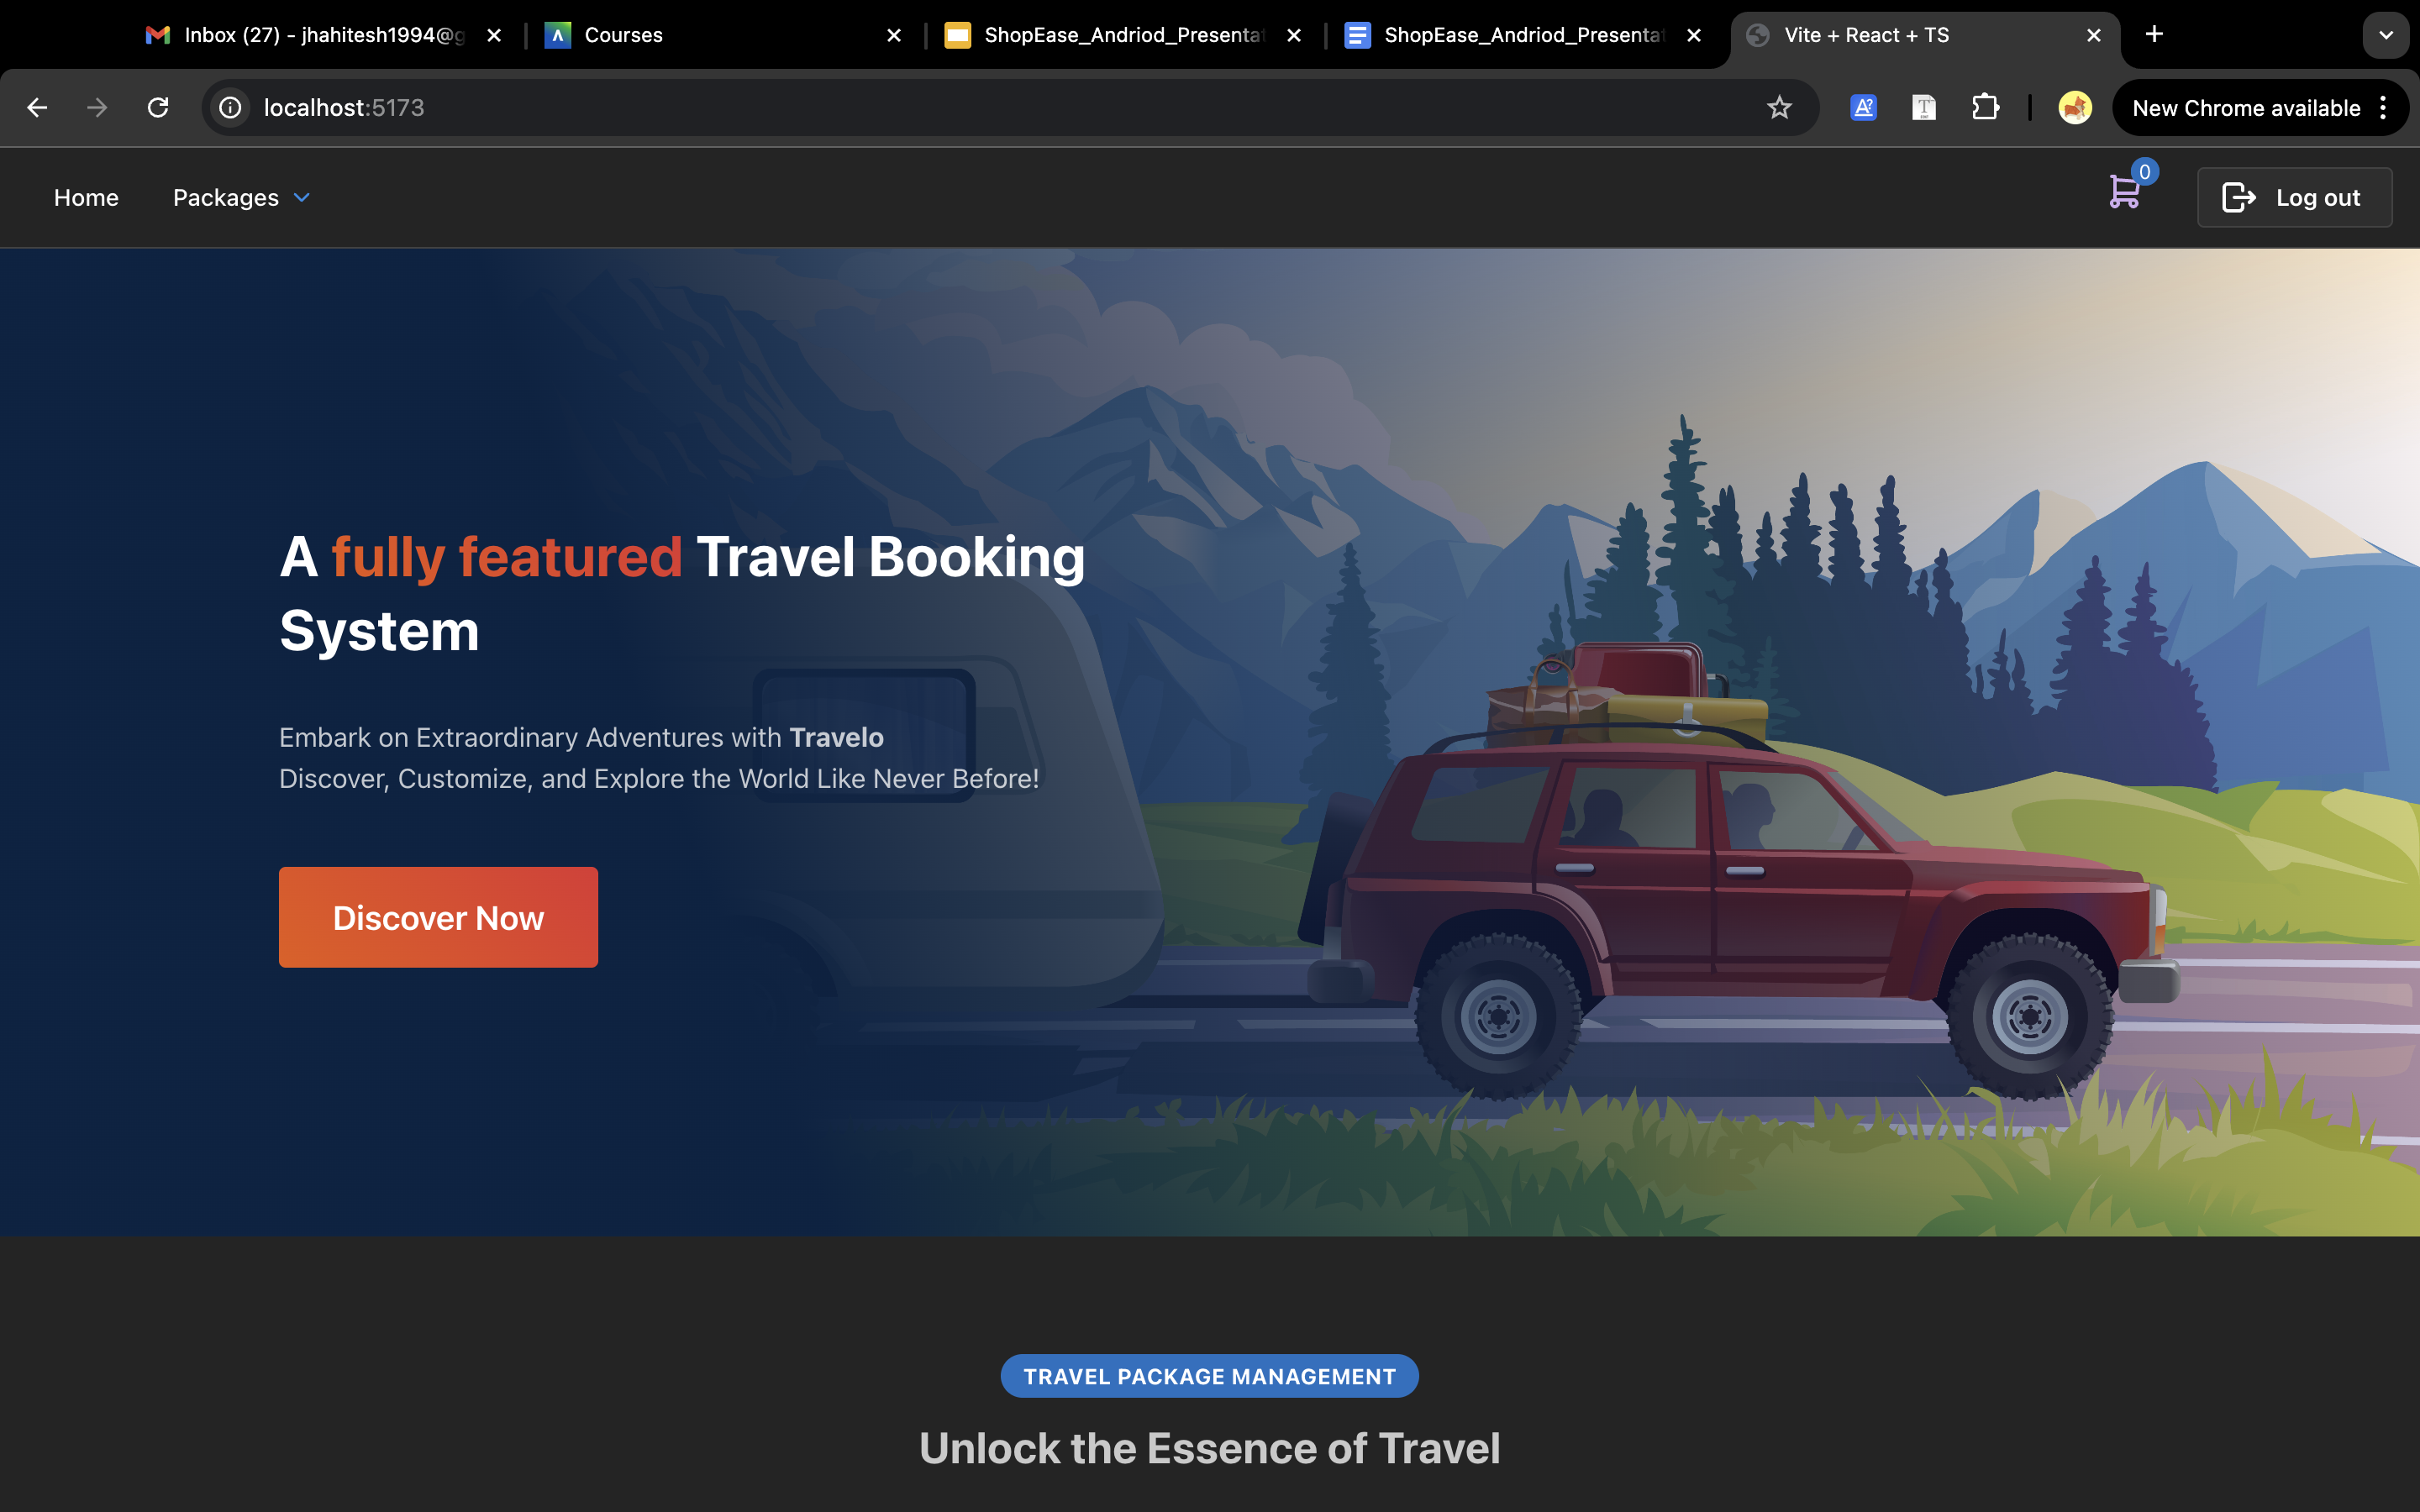 Inbox (27) - jhahitesh1994@g
Courses
ShopEase_Andriod_Presenta
ShopEase_Andriod_Presenta
Vite + React + TS
localhost:5173
New Chrome available
Home
Packages
0
Log out
A fully featured Travel Booking
System
Embark on Extraordinary Adventures with Travelo
Discover, Customize, and Explore the World Like Never Before!
Discover Now
TRAVEL PACKAGE MANAGEMENT
Unlock the Essence of Travel